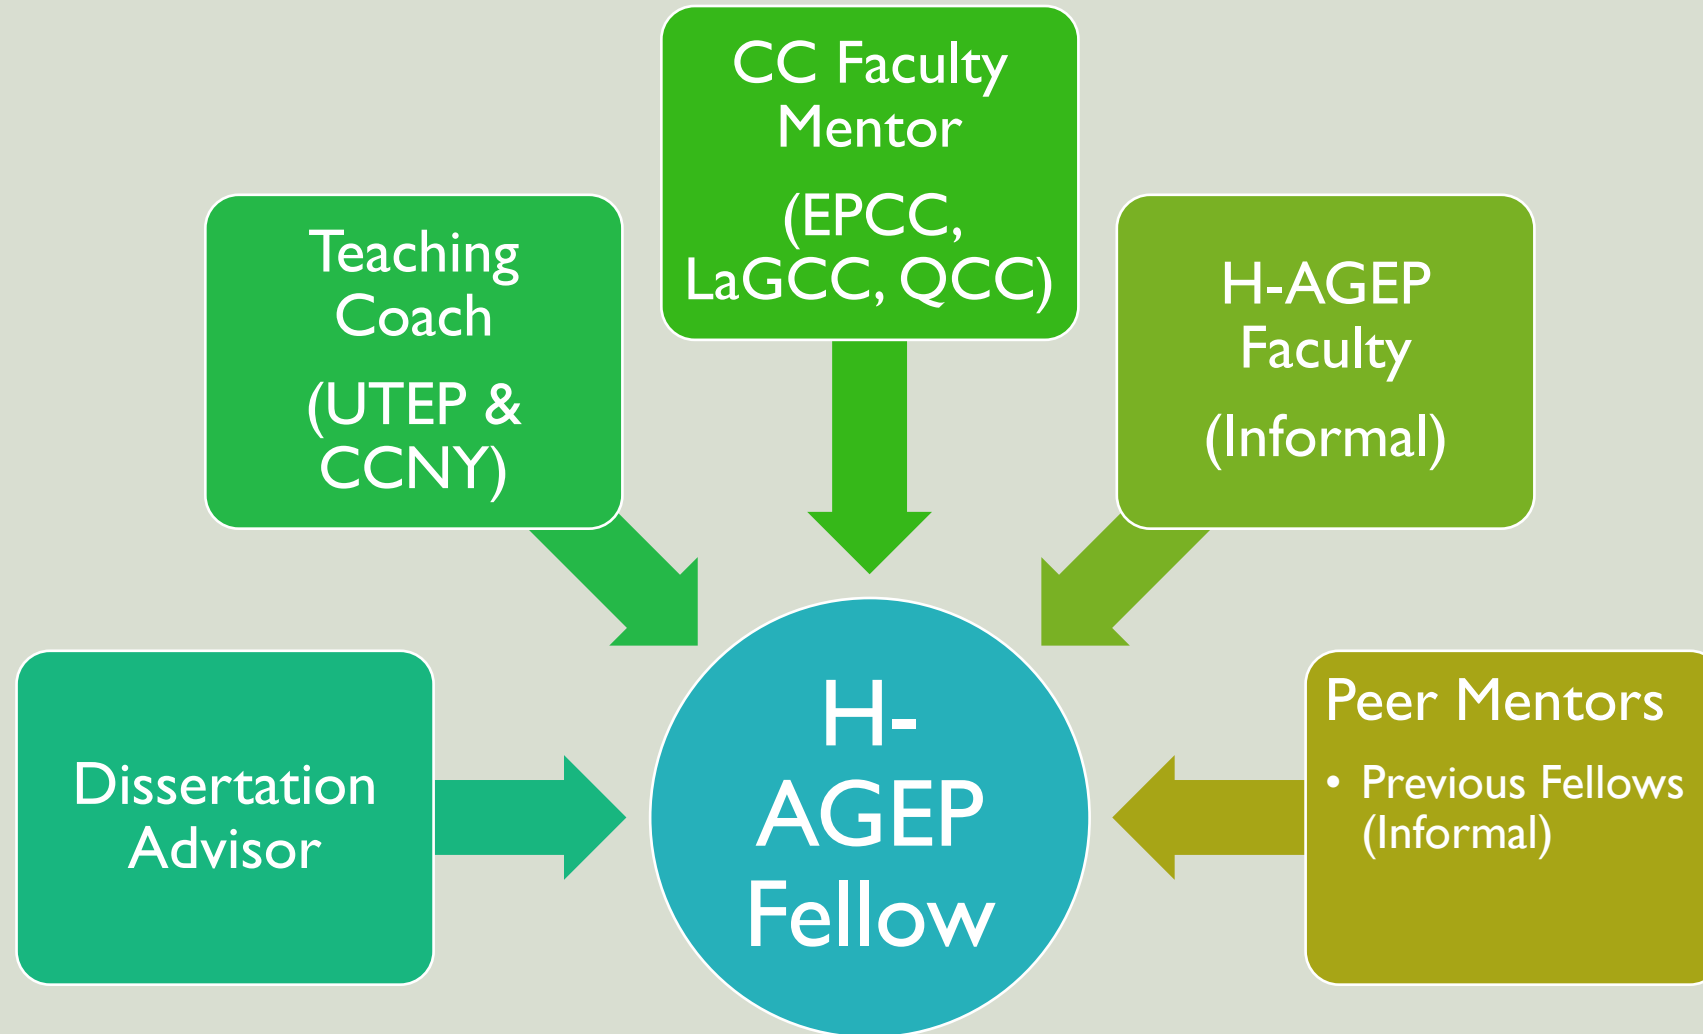 CC Faculty
Mentor
(EPCC,
LaGCC, QCC)
Teaching
Coach
(UTEP &
CCNY)
H-AGEP
Faculty
(Informal)
Dissertation
Advisor
H-
AGEP
Fellow
Peer Mentors
• Previous Fellows
(Informal)